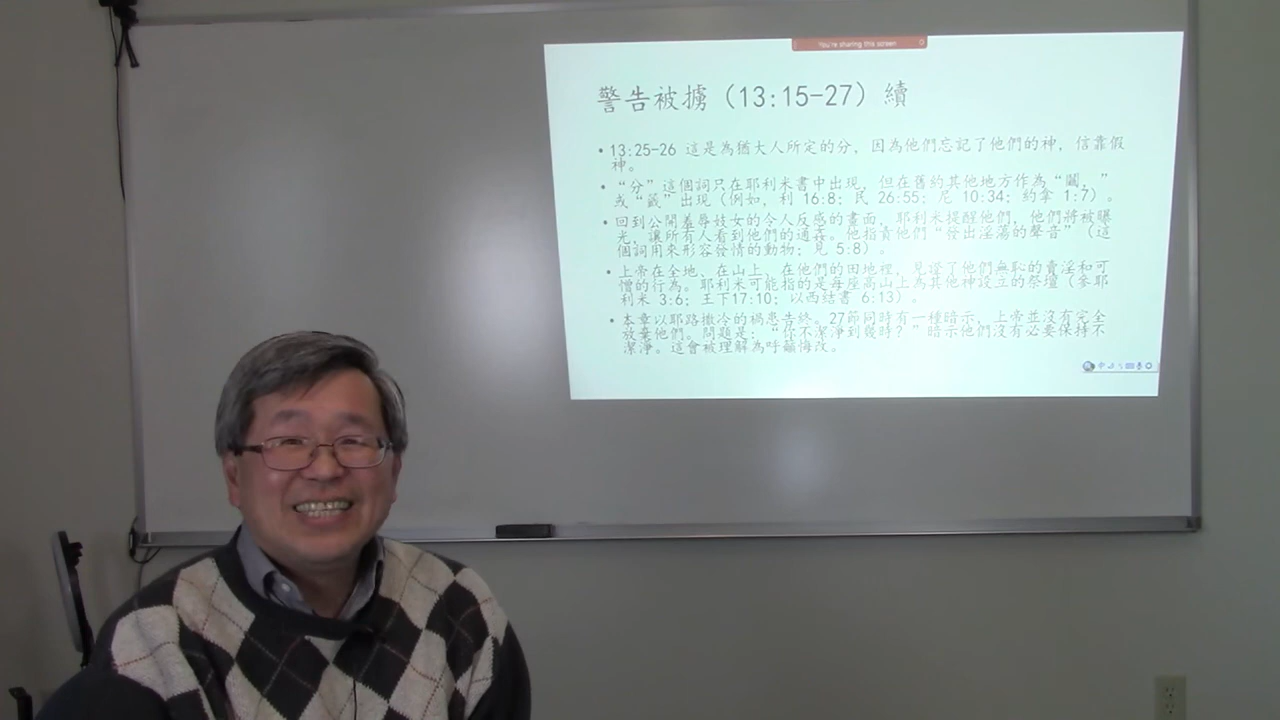 You're sharing this screen
警告被擄（13:15-27）續
•13:25-26 這是為猶大人所定的分，因為他們忘記了他們的神，信靠假
神。
•“分”這個詞只在耶利米書中出現，但在舊約其他地方作為“鬮，”
或“籤”出現（例如，利 16:8；民 26:55；尼 10:34；約拿 1:7）。
•回到公開羞辱妓女的令人反感的畫面，耶利米提醒他們，他們將被曝
光，讓所有人看到他們的通姦。他指責他們“發出淫蕩的聲音”（這
個詞用來形容發情的動物；見 5:8）。
•上帝在全地、在山上，在他們的田地裡，見證了他們無恥的賣淫和可
憎的行為。耶利米可能指的是每座高山上為其他神設立的祭壇（參耶
利米 3:6；王下17:10；以西結書 6:13）。
•本章以耶路撒冷的禍患告終，27節同時有一種暗示，上帝並沒有完全
放棄他們。問題是：“你不潔淨到幾時？”暗示他們沒有必要保持不
潔淨。這會被理解為呼籲悔改。